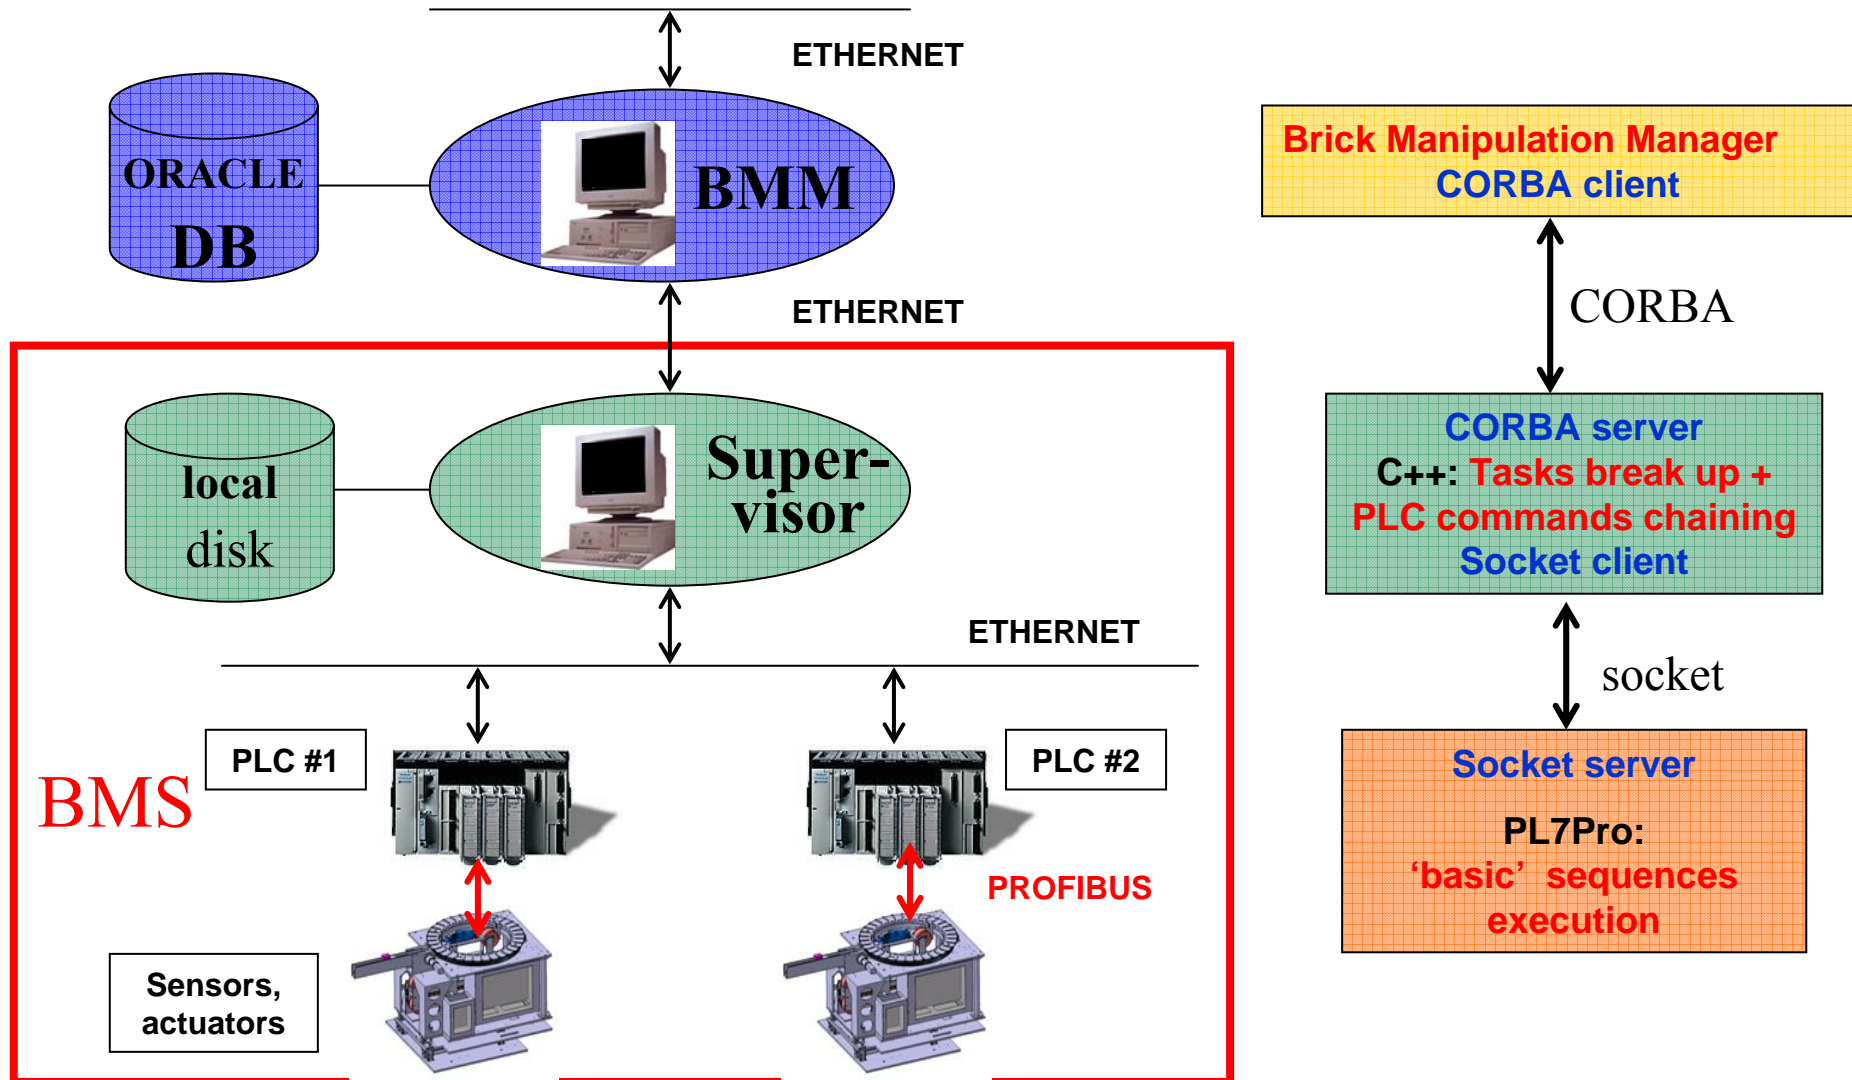 ETHERNET
ORACLE
DB
BMM
ETHERNET
local
disk
Super-
visor
ETHERNET
PLC #1
PLC #2
BMS
PROFIBUS
Sensors,
actuators
Brick Manipulation Manager
CORBA client
CORBA
CORBA server
C++: Tasks break up +
PLC commands chaining
Socket client
socket
Socket server
PL7Pro:
‘basic’ sequences
execution